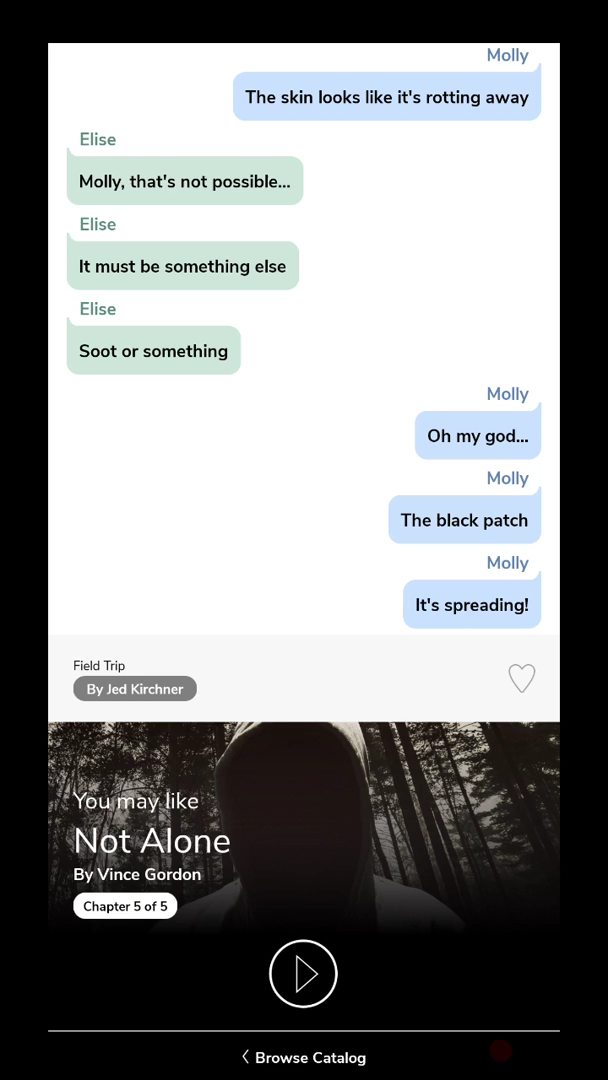 Molly
The skin looks like it's rotting away
Elise
Molly, that's not possible...
Elise
It must be something else
Elise
Soot or something
Molly
Oh my god...
Molly
The black patch
Molly
It's spreading!
Field Trip
By Jed Kirchner
You may like
Not Alone
By Vince Gordon
Chapter 5 of 5
Browse Catalog